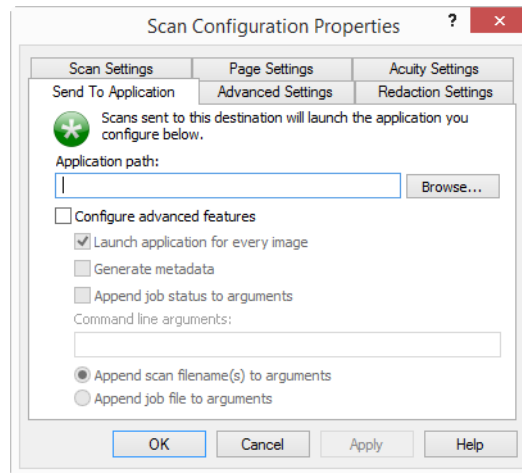 Scan Configuration Properties ? ×
Scan Settings Page Settings Acuity Settings
Send To Application Advanced Settings Redaction Settings
Scans sent to this destination will launch the application you
configure below.
Application path:
Browse...
Configure advanced features
Launch application for every image
Generate metadata
Append job status to arguments
Command line arguments:
Append scan filename(s) to arguments
Append job file to arguments
OK Cancel Apply Help